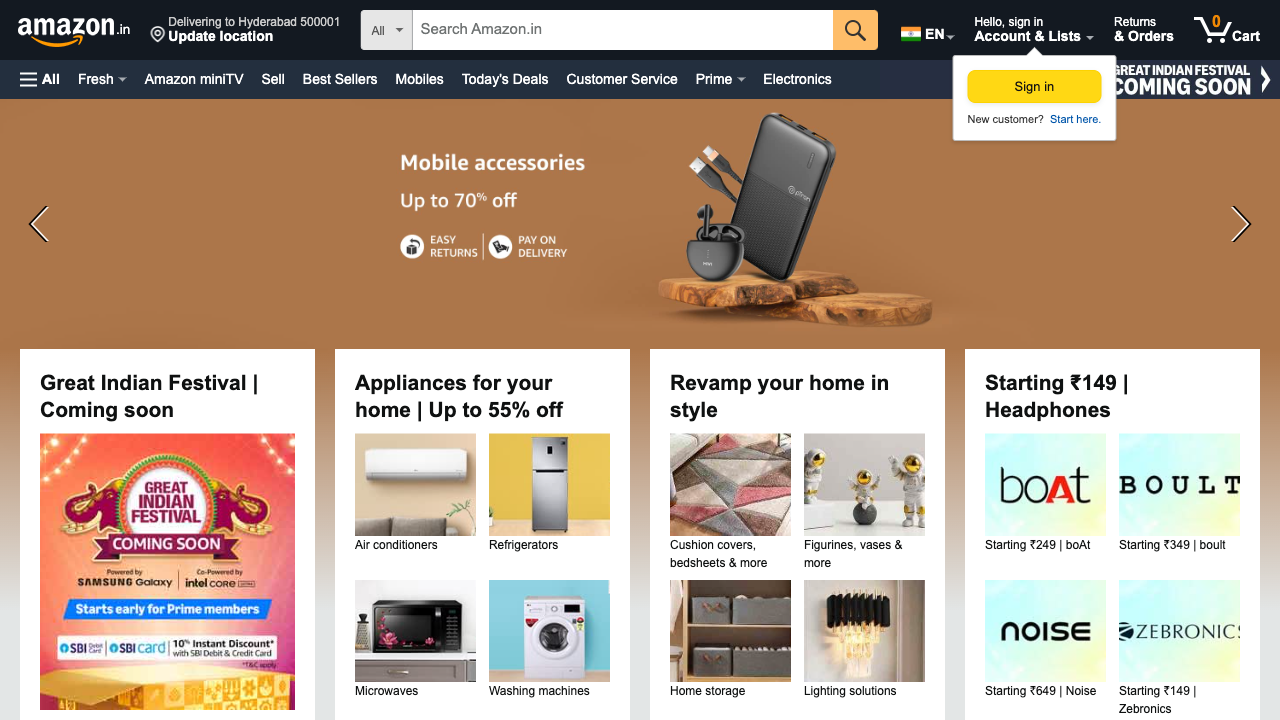 amazon.in
Delivering to Hyderabad 500001
Update location
All
Search Amazon.in
EN
Hello, sign in
Account & Lists
Returns
& Orders
0
Cart
All
Fresh
Amazon miniTV
Sell
Best Sellers
Mobiles
Today's Deals
Customer Service
Prime
Electronics
GREAT INDIAN FESTIVAL
COMING SOON
Sign in
New customer? Start here.
Mobile accessories
Up to 70% off
EASY
RETURNS
PAY ON
DELIVERY
pTron
Great Indian Festival |
Coming soon
GREAT
INDIAN
FESTIVAL
COMING SOON
Powered by
SAMSUNG Galaxy
Co-Powered by
intel core ULTRA
Starts early for Prime members
SBI Debit Card
SBI card
10% Instant Discount*
with SBI Debit & Credit Card
*T&C apply
Appliances for your
home | Up to 55% off
Air conditioners
Refrigerators
Microwaves
Washing machines
Revamp your home in
style
Cushion covers,
bedsheets & more
Figurines, vases &
more
Home storage
Lighting solutions
Starting ₹149 |
Headphones
boAt
BOULT
Starting ₹249 | boAt
Starting ₹349 | boult
noise
ZEBRONICS
Starting ₹649 | Noise
Starting ₹149 |
Zebronics